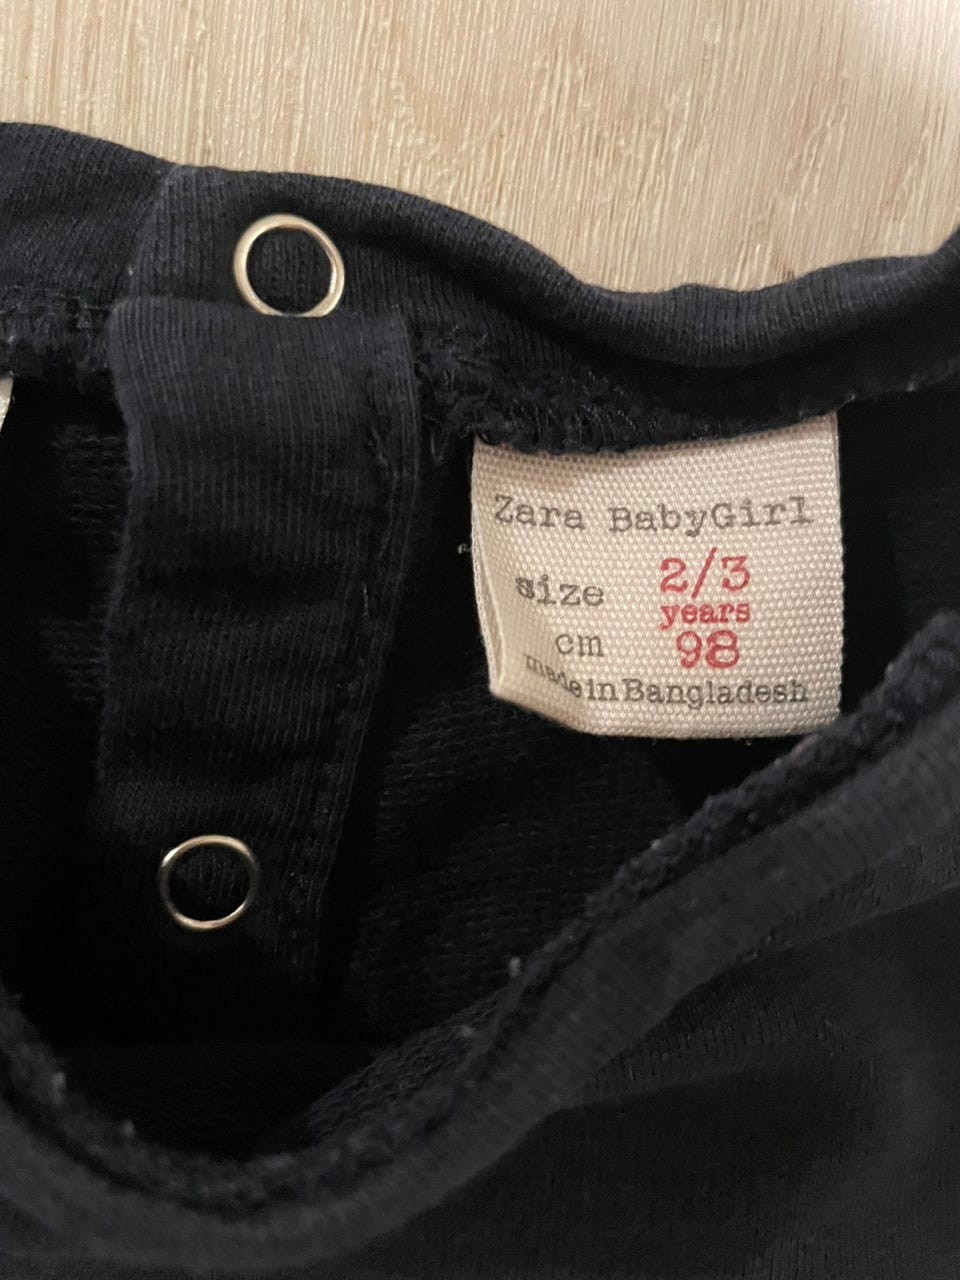 Zara BabyGirl
size 2/3
years
cm 98
made in Bangladesh